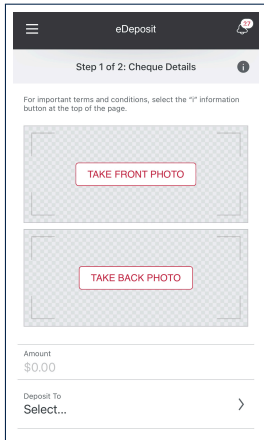 eDeposit
27
Step 1 of 2: Cheque Details
i
For important terms and conditions, select the "i" information
button at the top of the page.
TAKE FRONT PHOTO
TAKE BACK PHOTO
Amount
$0.00
Deposit To
Select...